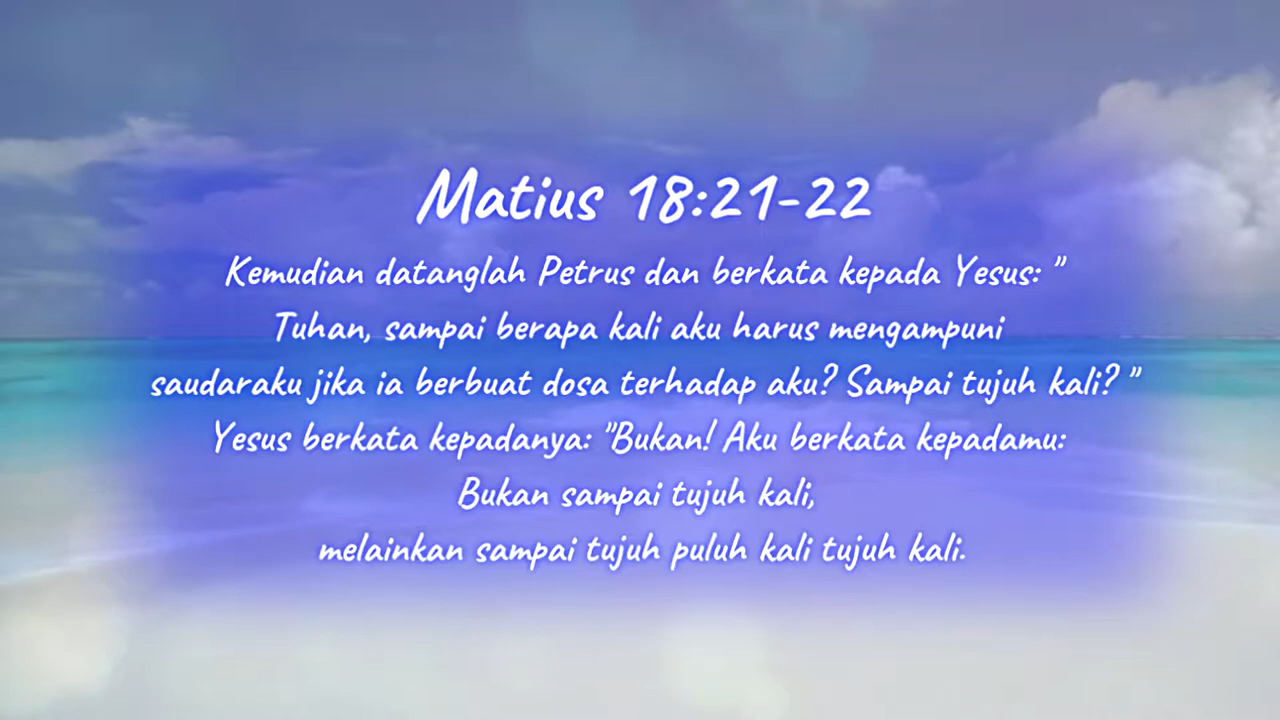 Matius 18:21-22
Kemudian datanglah Petrus dan berkata kepada Yesus: "
Tuhan, sampai berapa kali aku harus mengampuni
saudaraku jika ia berbuat dosa terhadap aku? Sampai tujuh kali? "
Yesus berkata kepadanya: "Bukan! Aku berkata kepadamu:
Bukan sampai tujuh kali,
melainkan sampai tujuh puluh kali tujuh kali.